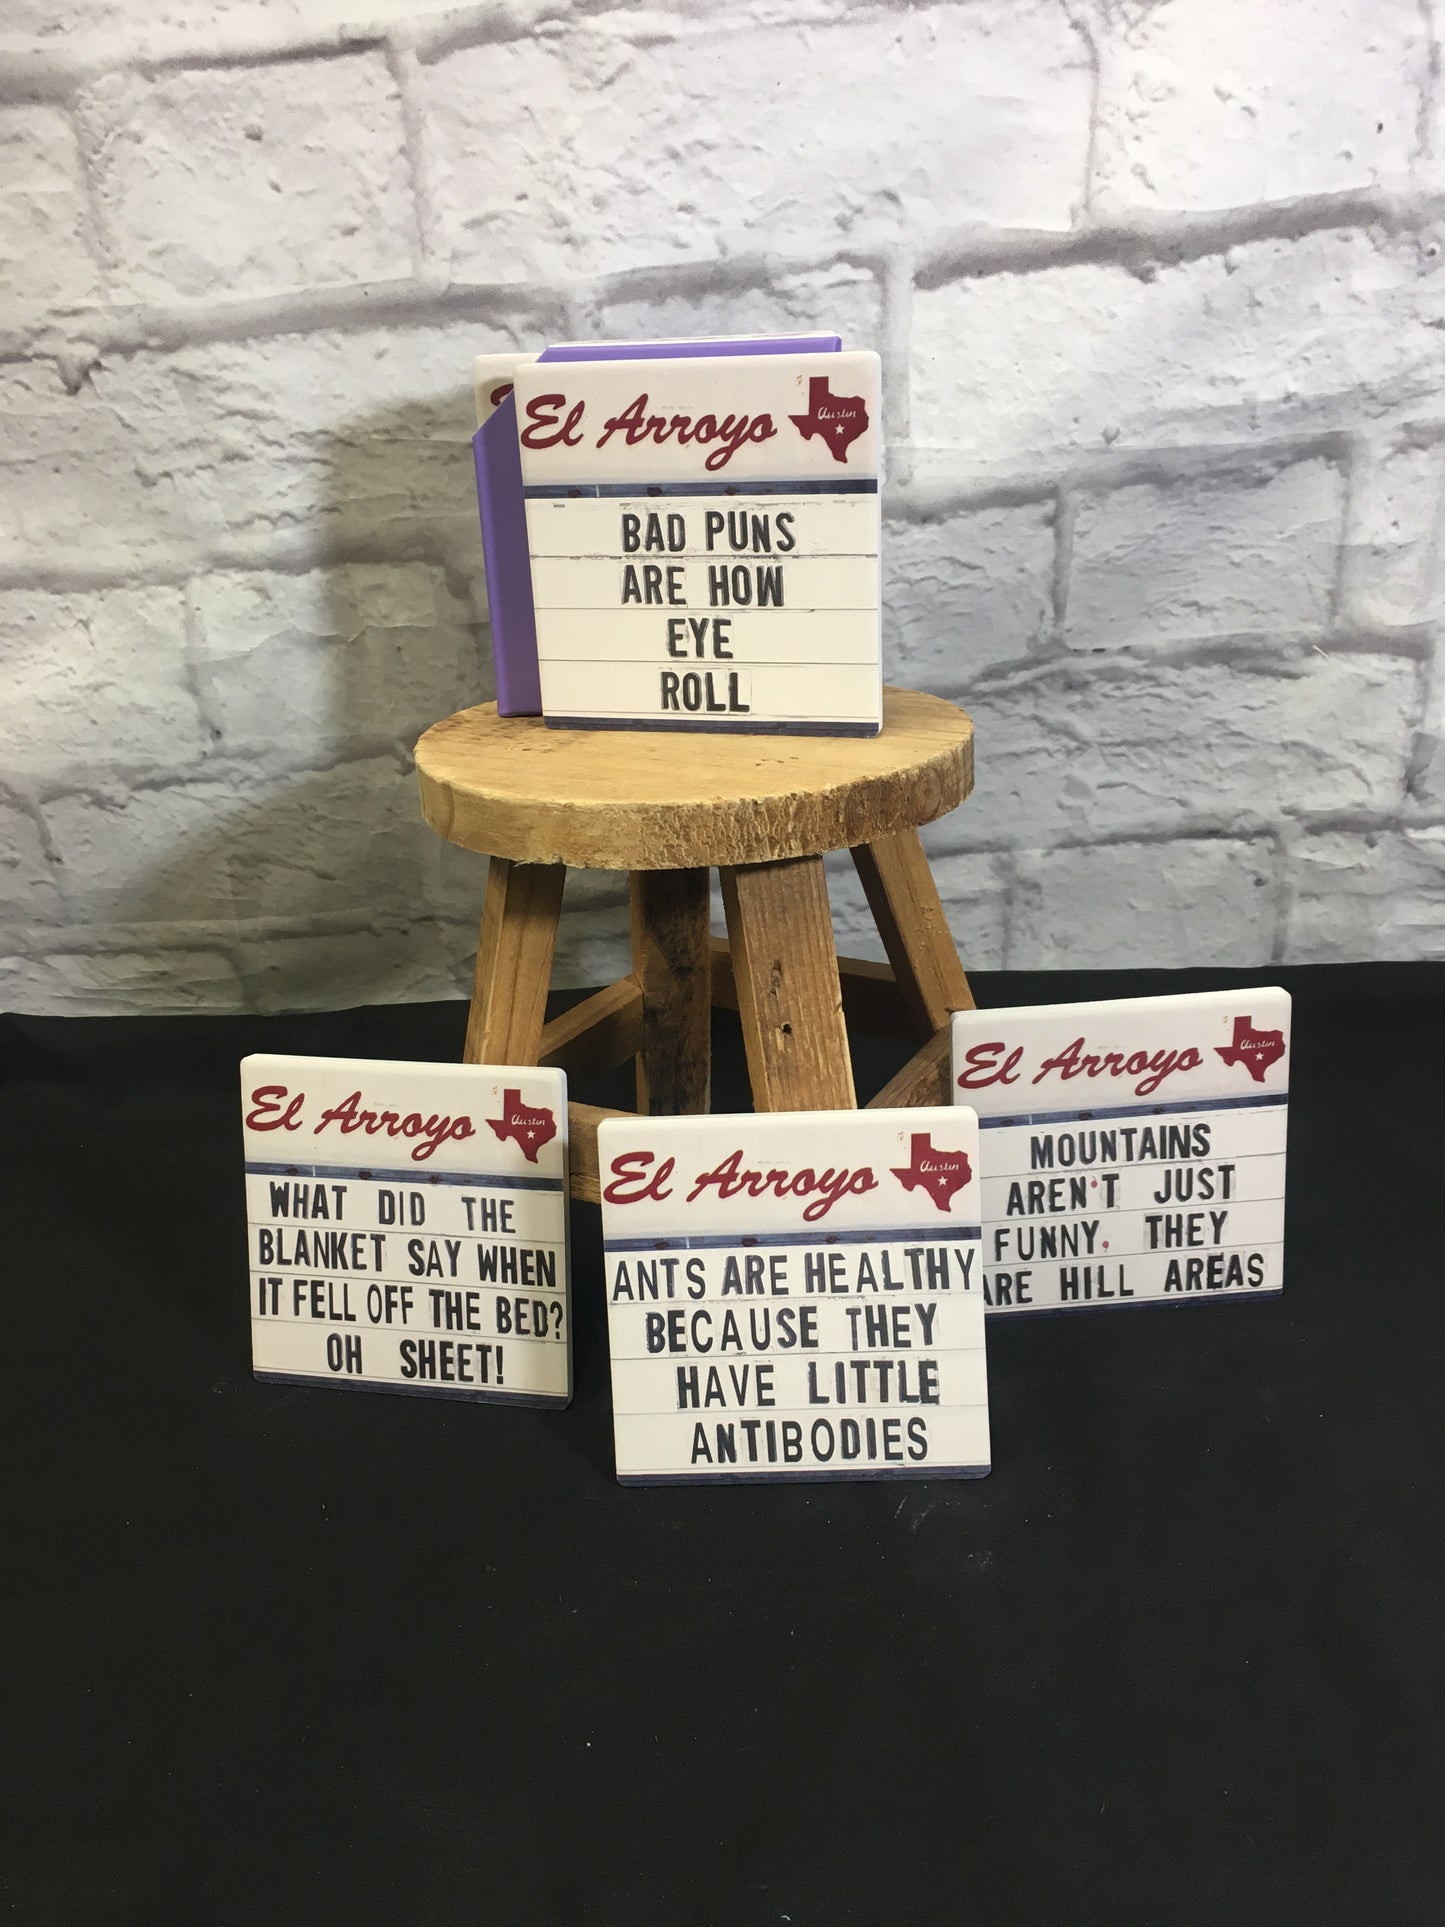 El Arroyo
Austin
BAD PUNS
ARE HOW
EYE
ROLL
El Arroyo
Austin
WHAT DID THE
BLANKET SAY WHEN
IT FELL OFF THE BED?
OH SHEET!
El Arroyo
Austin
ANTS ARE HEALTHY
BECAUSE THEY
HAVE LITTLE
ANTIBODIES
El Arroyo
Austin
MOUNTAINS
AREN'T JUST
FUNNY, THEY
ARE HILL AREAS